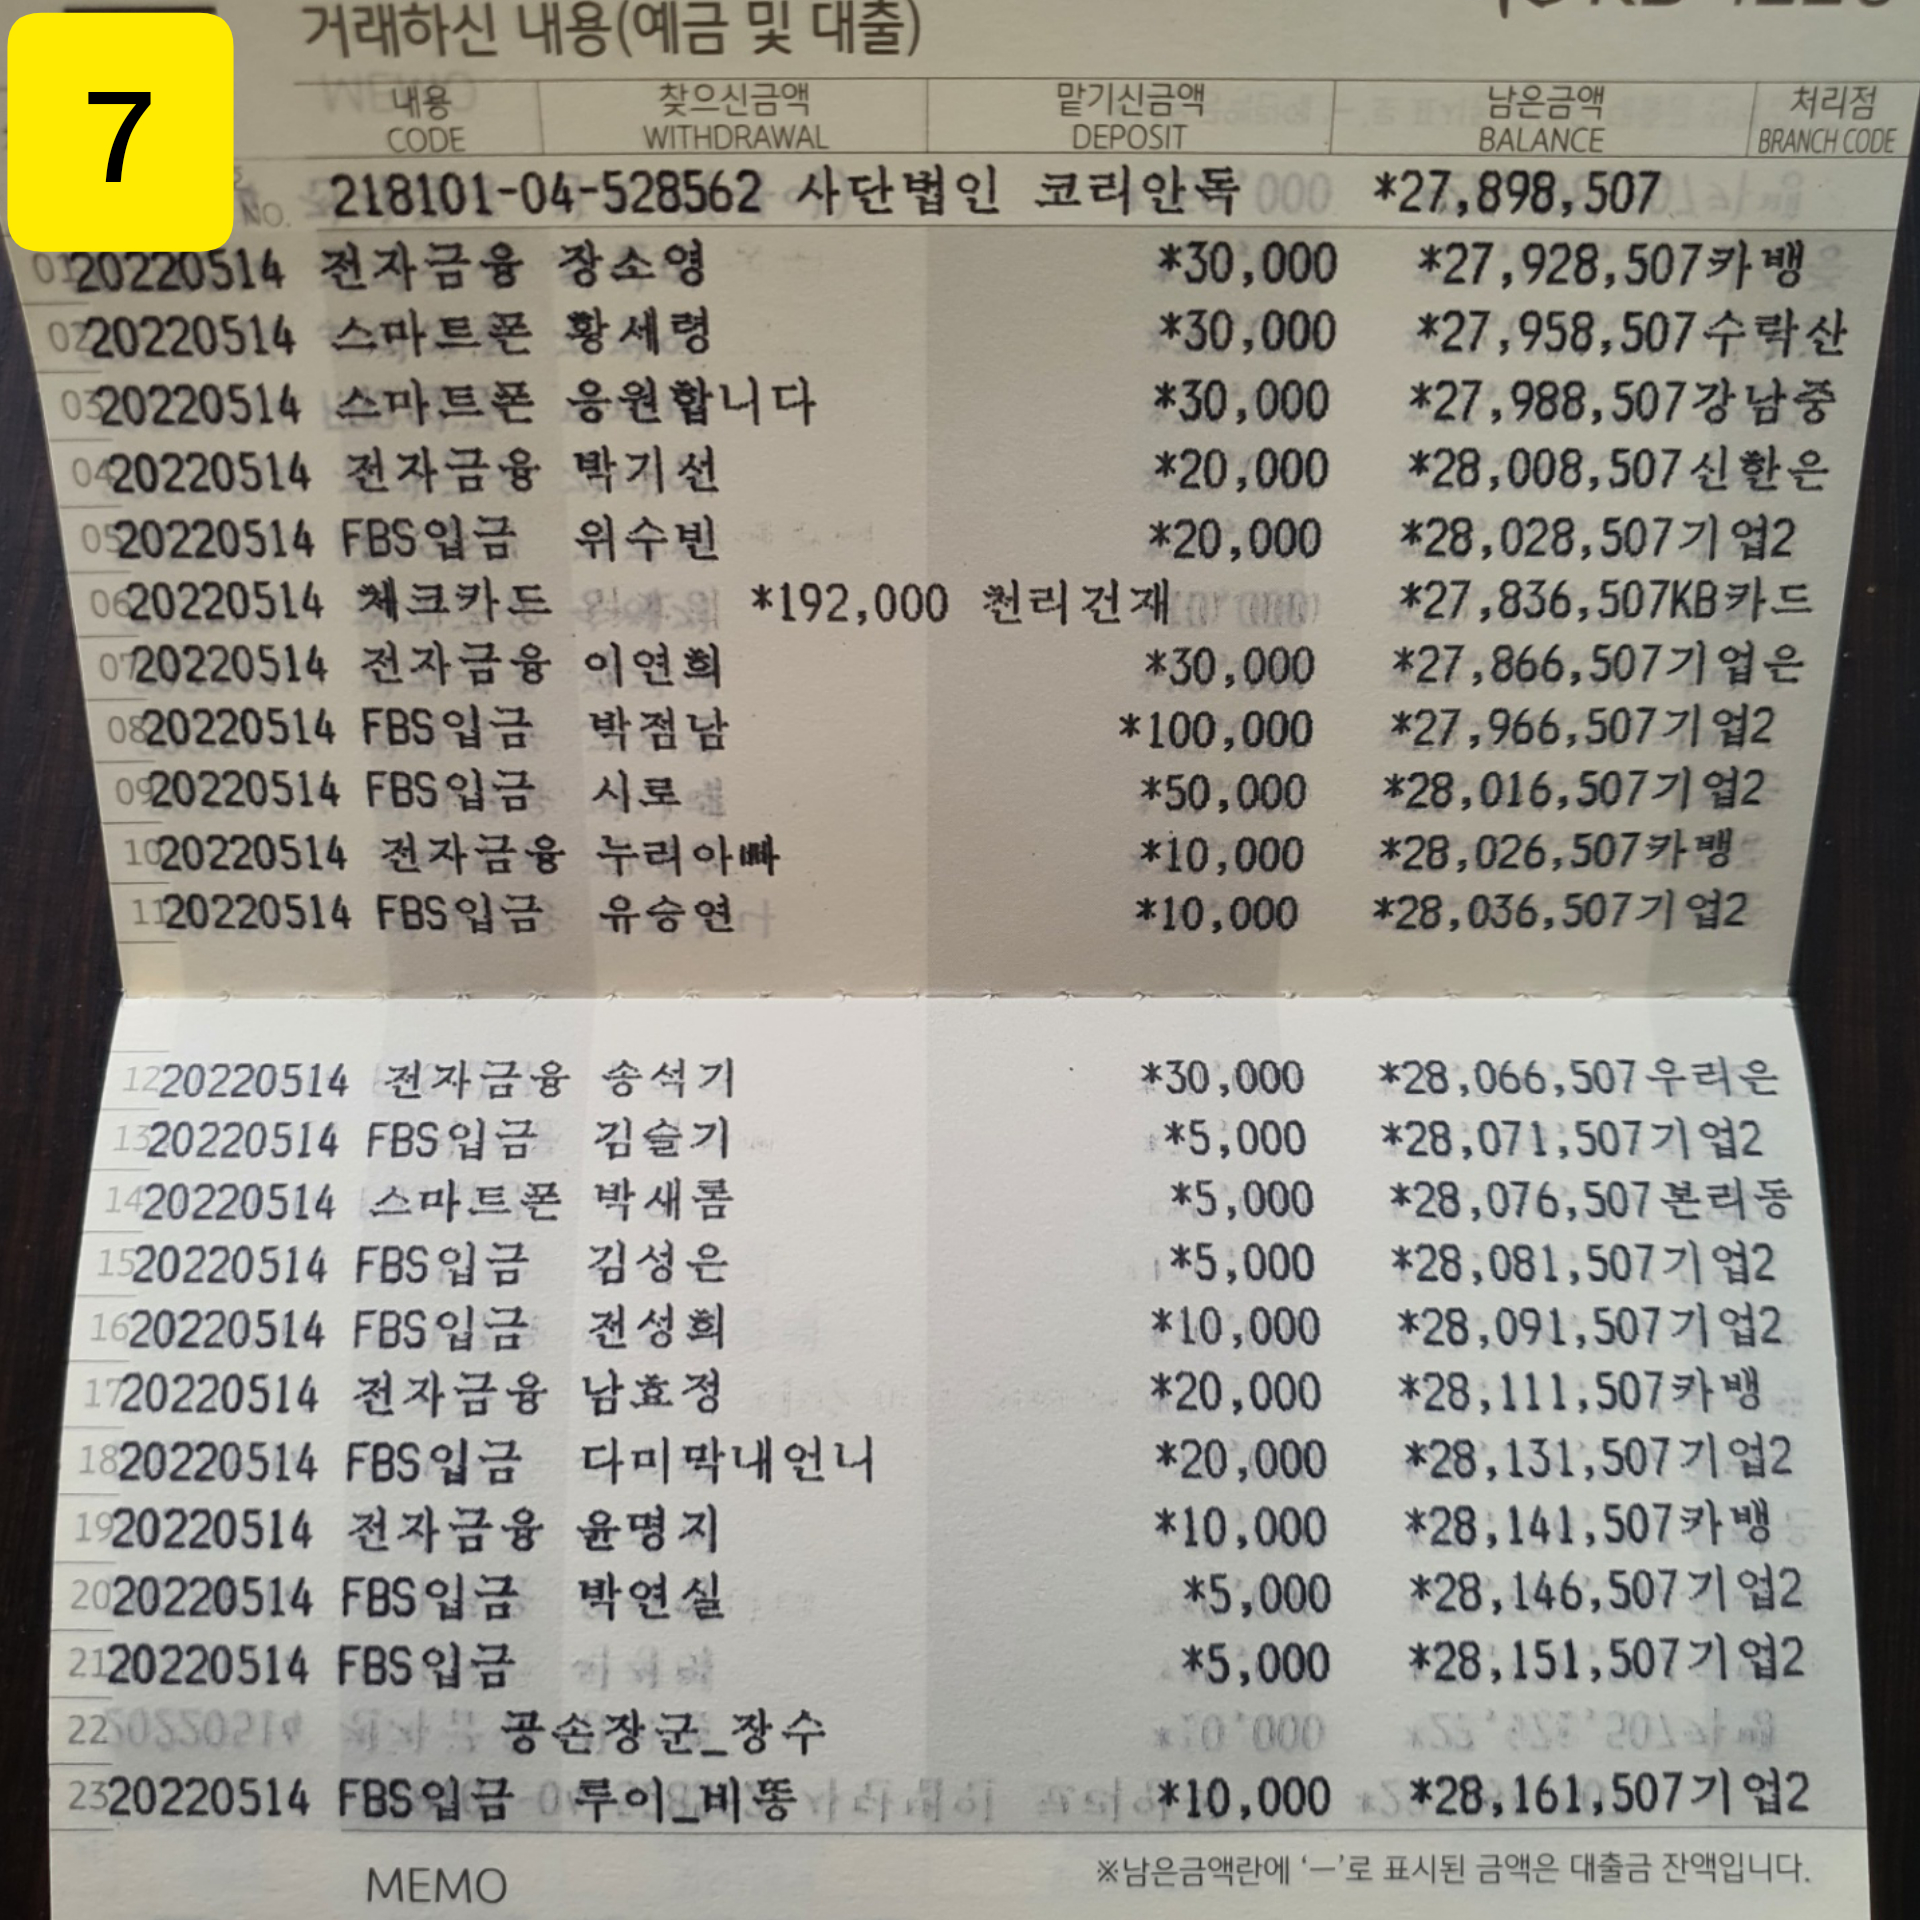 7
거래하신 내용(예금 및 대출)
내용 찾으신금액 맡기신금액 남은금액 처리점
CODE WITHDRAWAL DEPOSIT BALANCE BRANCH CODE
NO. 218101-04-528562 사단법인 코리안독 *27,898,507
01 20220514 전자금융 장소영 *30,000 *27,928,507카뱅
02 20220514 스마트폰 황세령 *30,000 *27,958,507수락산
03 20220514 스마트폰 응원합니다 *30,000 *27,988,507강남중
04 20220514 전자금융 박기선 *20,000 *28,008,507신한은
05 20220514 FBS입금 위수빈 *20,000 *28,028,507기업2
06 20220514 체크카드 *192,000 천리건재 *27,836,507KB카드
07 20220514 전자금융 이연희 *30,000 *27,866,507기업은
08 20220514 FBS입금 박점남 *100,000 *27,966,507기업2
09 20220514 FBS입금 시로 *50,000 *28,016,507기업2
10 20220514 전자금융 누리아빠 *10,000 *28,026,507카뱅
11 20220514 FBS입금 유승연 *10,000 *28,036,507기업2
12 20220514 전자금융 송석기 *30,000 *28,066,507우리은
13 20220514 FBS입금 김슬기 *5,000 *28,071,507기업2
14 20220514 스마트폰 박새롬 *5,000 *28,076,507본리동
15 20220514 FBS입금 김성은 *5,000 *28,081,507기업2
16 20220514 FBS입금 전성희 *10,000 *28,091,507기업2
17 20220514 전자금융 남효정 *20,000 *28,111,507카뱅
18 20220514 FBS입금 다미막내언니 *20,000 *28,131,507기업2
19 20220514 전자금융 윤명지 *10,000 *28,141,507카뱅
20 20220514 FBS입금 박연실 *5,000 *28,146,507기업2
21 20220514 FBS입금 *5,000 *28,151,507기업2
22 공손장군_장수
23 20220514 FBS입금 루이_비똥 *10,000 *28,161,507기업2
MEMO ※남은금액란에 ‘—’로 표시된 금액은 대출금 잔액입니다.